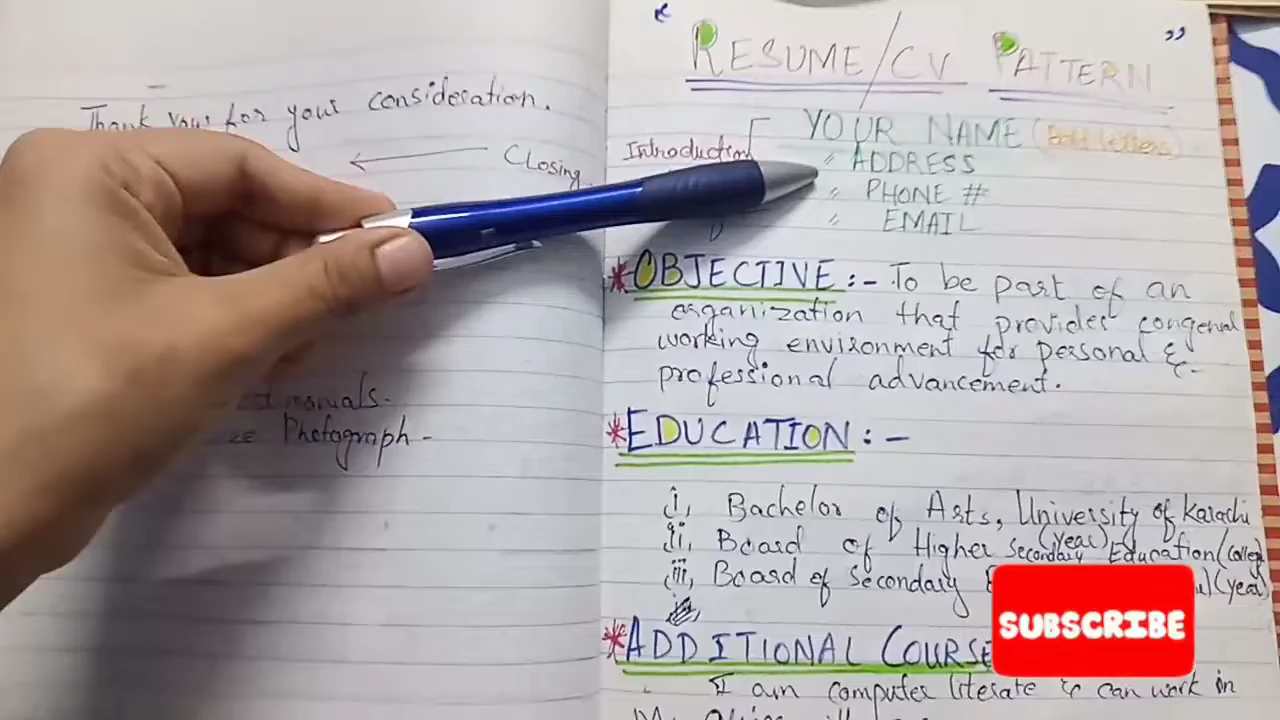 Thank you for your consideration.
Closing.
Photograph -
" RESUME/CV PATTERN "
Introduction
YOUR NAME (Bold letters)
" ADDRESS
" PHONE #
" EMAIL
*OBJECTIVE :- To be part of an
organization that provides congenial
working environment for personal &
professional advancement.
*EDUCATION :-
i, Bachelor of Arts, University of Karachi
(year)
ii, Board of Higher Secondary Education (College
iii, Board of Secondary (year)
*ADDITIONAL COURSE
I am computer literate & can work in
SUBSCRIBE